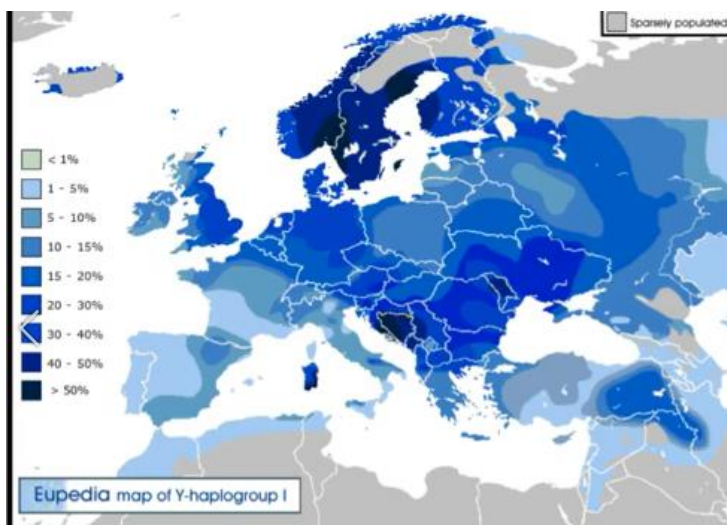 Sparsely populated
< 1%
1 - 5%
5 - 10%
10 - 15%
15 - 20%
20 - 30%
30 - 40%
40 - 50%
> 50%
Eupedia map of Y-haplogroup I